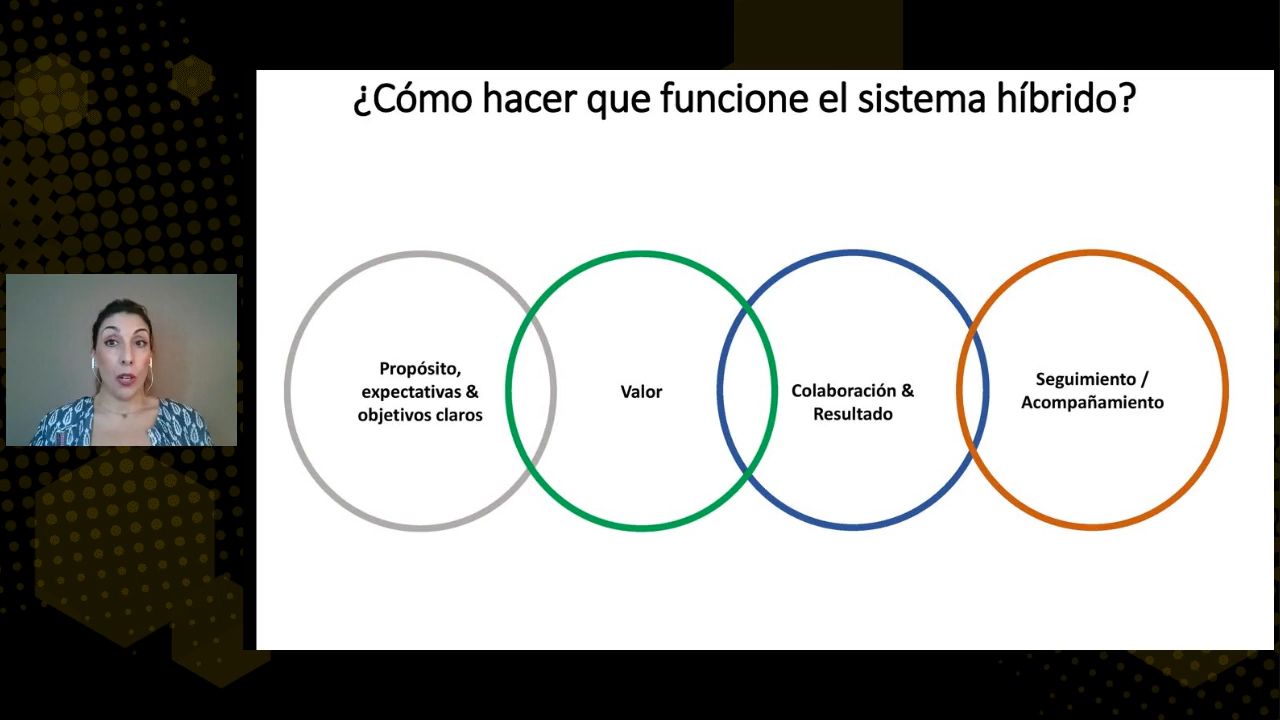 ¿Cómo hacer que funcione el sistema híbrido?
Propósito,
expectativas &
objetivos claros
Valor
Colaboración &
Resultado
Seguimiento /
Acompañamiento